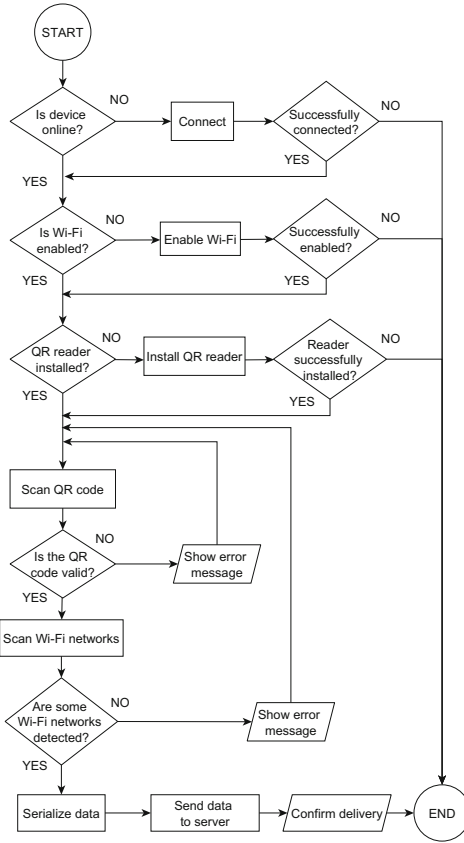 START
Is device
online?
NO
Connect
Successfully
connected?
NO
YES
YES
Is Wi-Fi
enabled?
NO
Enable Wi-Fi
Successfully
enabled?
NO
YES
YES
QR reader
installed?
NO
Install QR reader
Reader
successfully
installed?
NO
YES
YES
Scan QR code
Is the QR
code valid?
NO
Show error
message
YES
Scan Wi-Fi networks
Are some
Wi-Fi networks
detected?
NO
Show error
message
YES
Serialize data
Send data
to server
Confirm delivery
END